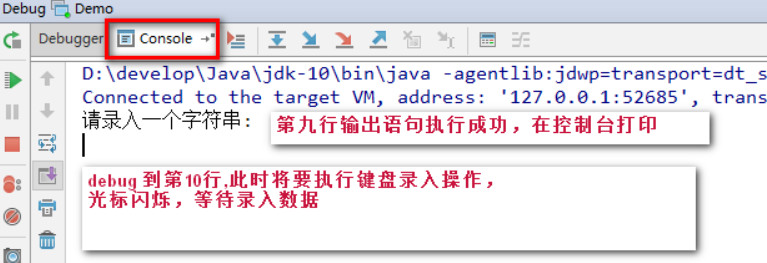 Debug Demo
Debugger Console
D:\develop\Java\jdk-10\bin\java -agentlib:jdwp=transport=dt_s
Connected to the target VM, address: '127.0.0.1:52685', trans
请录入一个字符串：
第九行输出语句执行成功，在控制台打印
debug 到第10行,此时将要执行键盘录入操作，
光标闪烁，等待录入数据